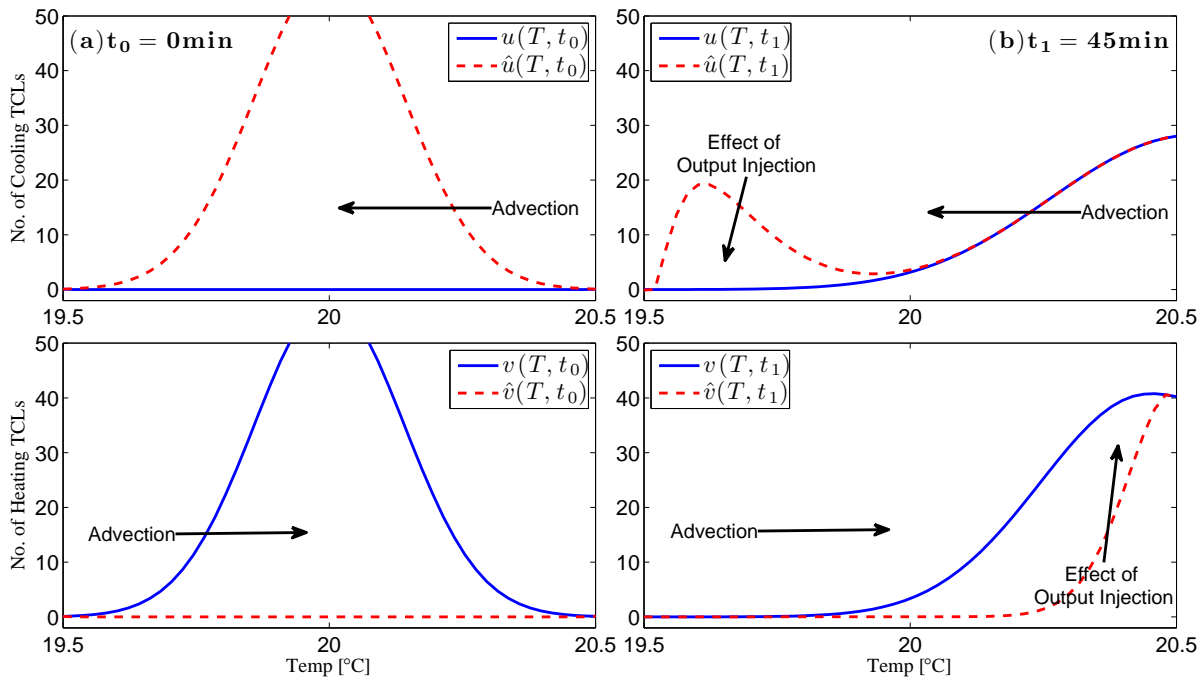 (a) t₀ = 0min
u(T, t₀)
û(T, t₀)
Advection
No. of Cooling TCLs
50
40
30
20
10
0
19.5
20
20.5
(b) t₁ = 45min
u(T, t₁)
û(T, t₁)
Effect of
Output Injection
Advection
50
40
30
20
10
0
19.5
20
20.5
v(T, t₀)
v̂(T, t₀)
Advection
No. of Heating TCLs
50
40
30
20
10
0
19.5
20
20.5
Temp [°C]
v(T, t₁)
v̂(T, t₁)
Advection
Effect of
Output Injection
50
40
30
20
10
0
19.5
20
20.5
Temp [°C]